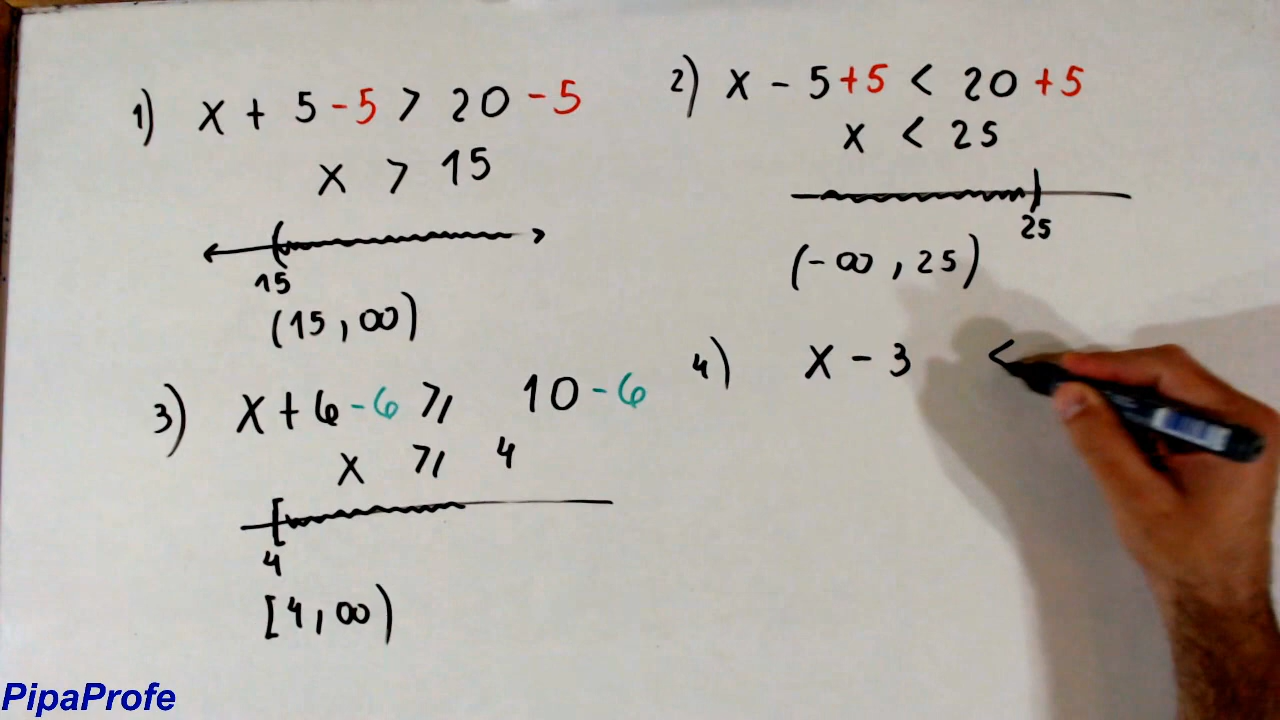 1) x + 5 - 5 > 20 - 5
x > 15
15
(15, ∞)
2) x - 5 + 5 < 20 + 5
x < 25
25
(-∞, 25)
3) x + 6 - 6 ≥ 10 - 6
x ≥ 4
4
[4, ∞)
4) x - 3 <
PipaProfe